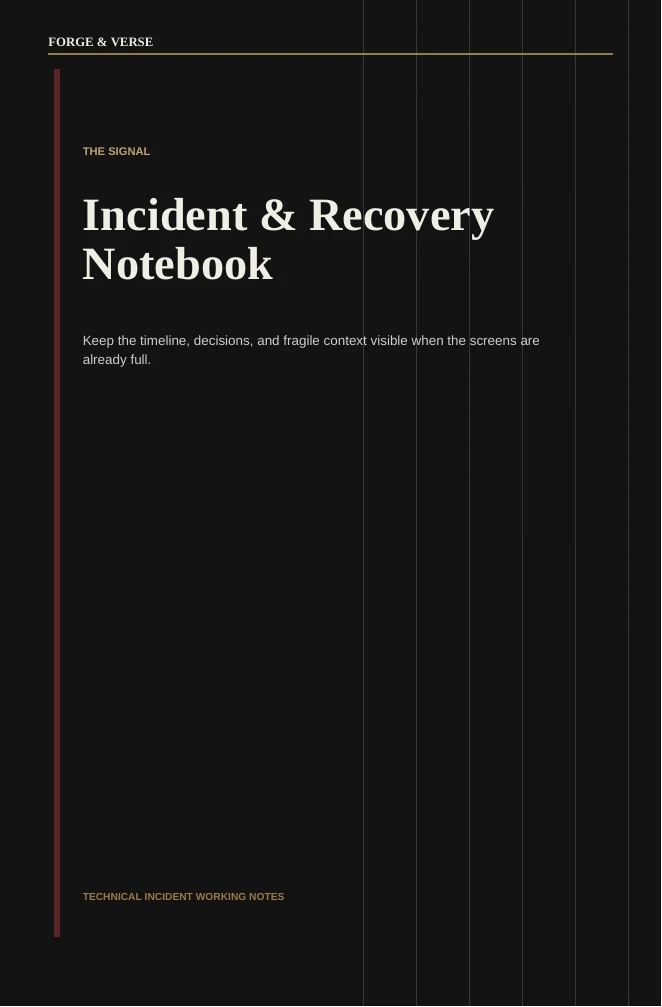 FORGE & VERSE
THE SIGNAL
Incident & Recovery
Notebook
Keep the timeline, decisions, and fragile context visible when the screens are
already full.
TECHNICAL INCIDENT WORKING NOTES